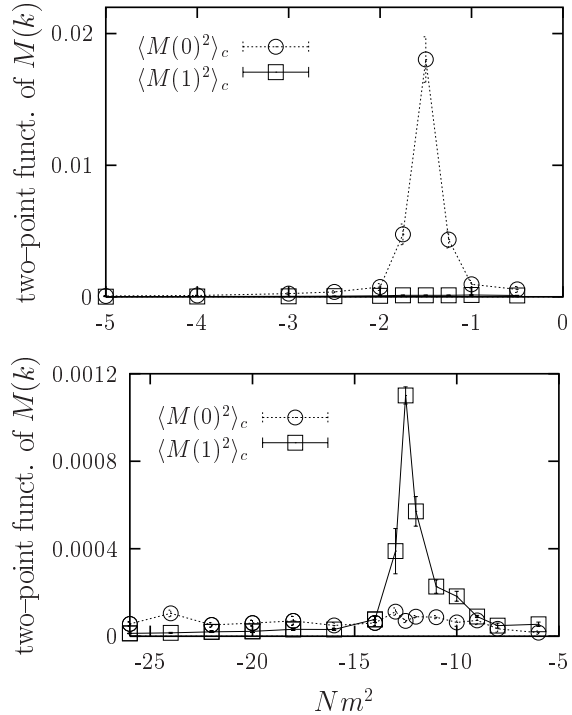 two–point funct. of M(k)
0.02
0.01
0
⟨M(0)²⟩c
⟨M(1)²⟩c
-5 -4 -3 -2 -1 0
two–point funct. of M(k)
0.0012
0.0008
0.0004
0
⟨M(0)²⟩c
⟨M(1)²⟩c
-25 -20 -15 -10 -5
Nm²